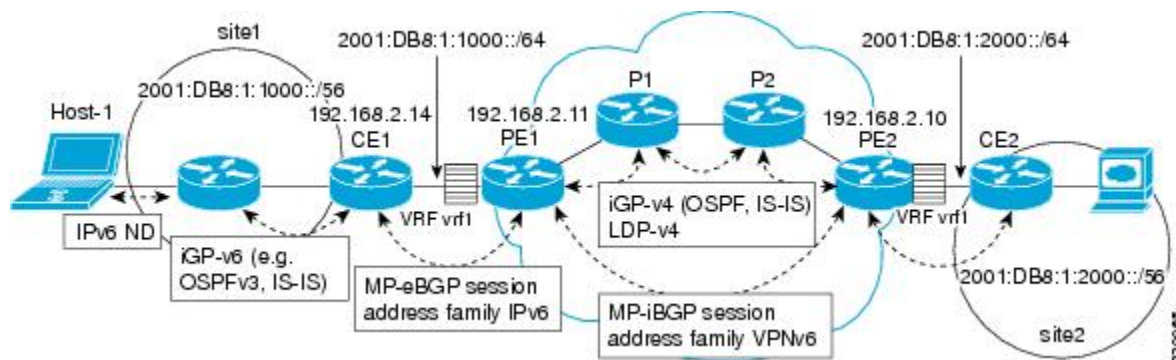 site1
2001:DB8:1:1000::/64
2001:DB8:1:2000::/64
2001:DB8:1:1000::/56
P1
P2
Host-1
192.168.2.14
192.168.2.11
192.168.2.10
CE1
PE1
PE2
CE2
VRF vrf1
iGP-v4 (OSPF, IS-IS)
LDP-v4
VRF vrf1
IPv6 ND
iGP-v6 (e.g.
OSPFv3, IS-IS)
MP-eBGP session
address family IPv6
MP-iBGP session
address family VPNv6
2001:DB8:1:2000::/56
site2